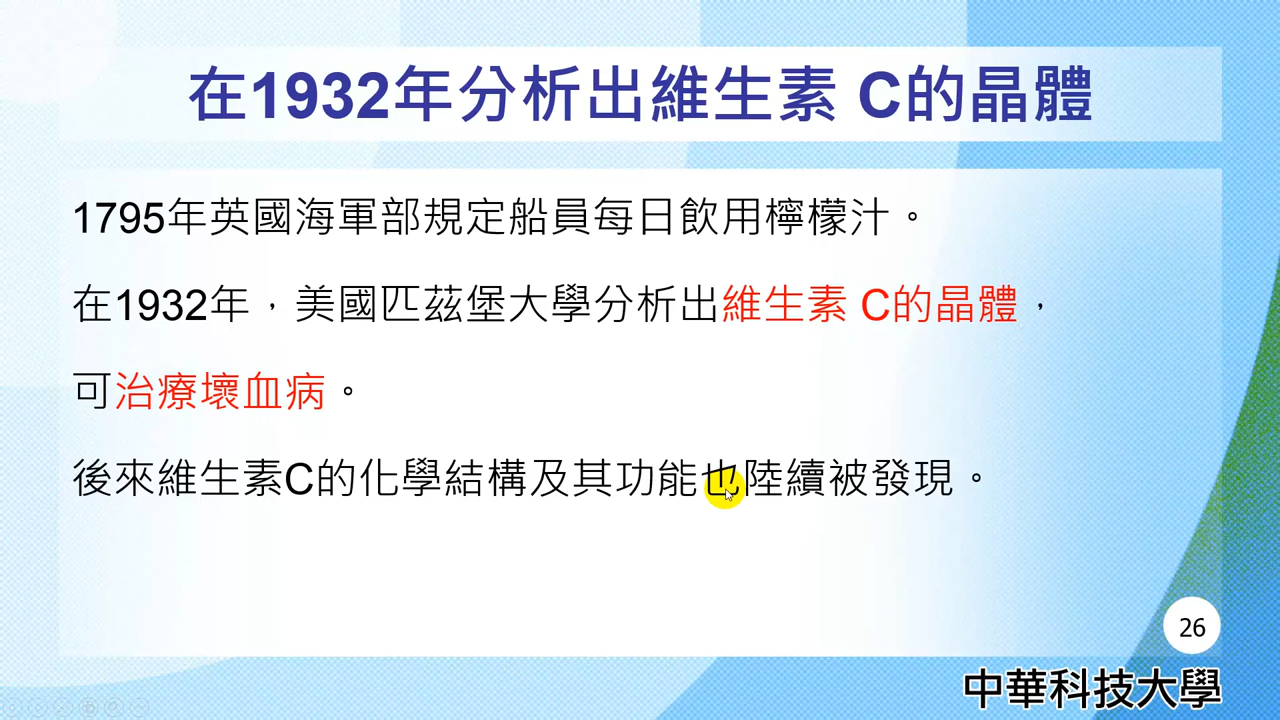 在1932年分析出維生素 C的晶體
1795年英國海軍部規定船員每日飲用檸檬汁。
在1932年，美國匹茲堡大學分析出維生素 C的晶體，
可治療壞血病。
後來維生素C的化學結構及其功能也陸續被發現。
26
中華科技大學